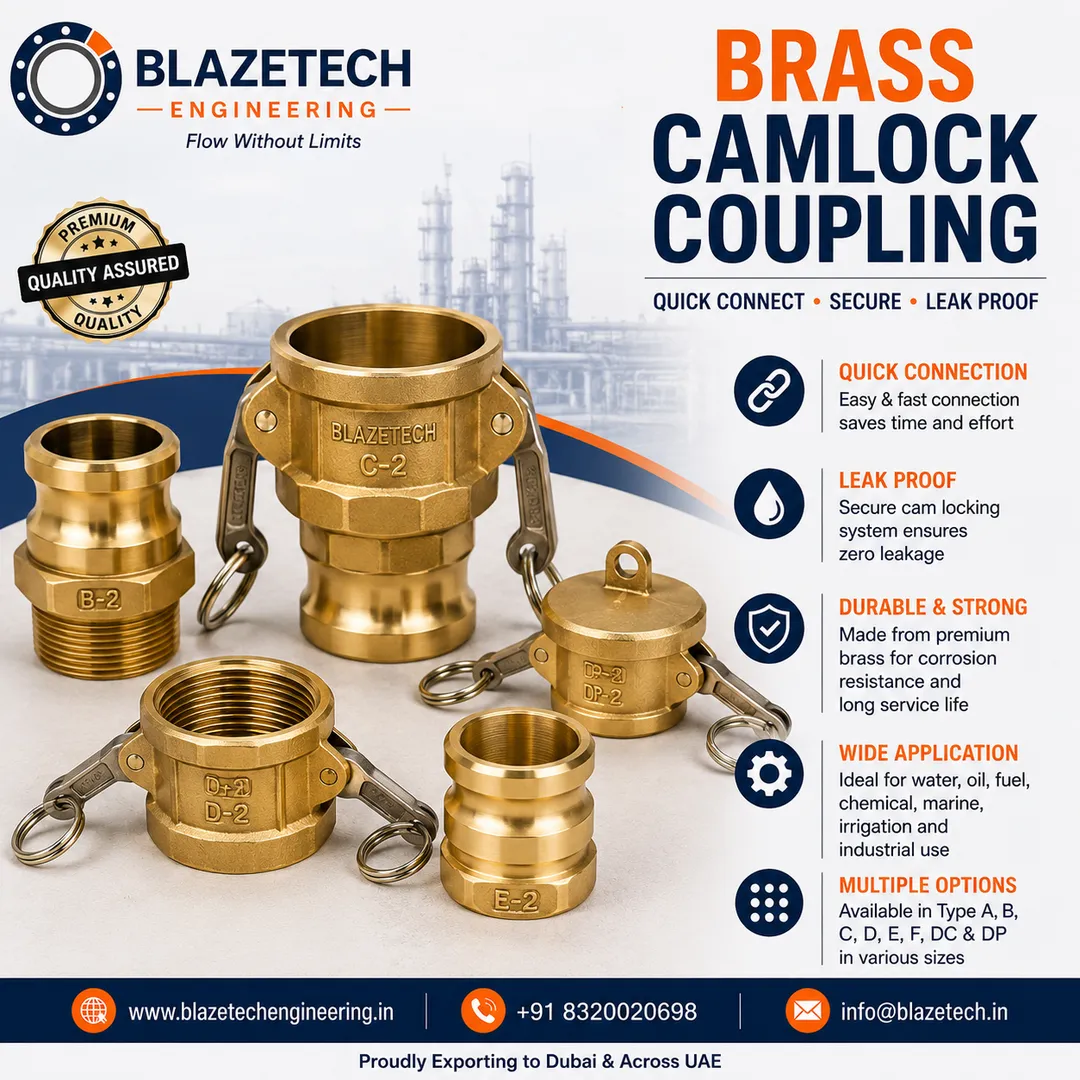 BLAZETECH
ENGINEERING
Flow Without Limits
PREMIUM
QUALITY ASSURED
QUALITY
BRASS
CAMLOCK
COUPLING
QUICK CONNECT • SECURE • LEAK PROOF
QUICK CONNECTION
Easy & fast connection
saves time and effort
LEAK PROOF
Secure cam locking
system ensures
zero leakage
DURABLE & STRONG
Made from premium
brass for corrosion
resistance and
long service life
WIDE APPLICATION
Ideal for water, oil, fuel,
chemical, marine,
irrigation and
industrial use
MULTIPLE OPTIONS
Available in Type A, B,
C, D, E, F, DC & DP
in various sizes
BLAZETECH
C-2
B-2
DP-2
D-2
E-2
www.blazetechengineering.in
+91 8320020698
info@blazetech.in
Proudly Exporting to Dubai & Across UAE